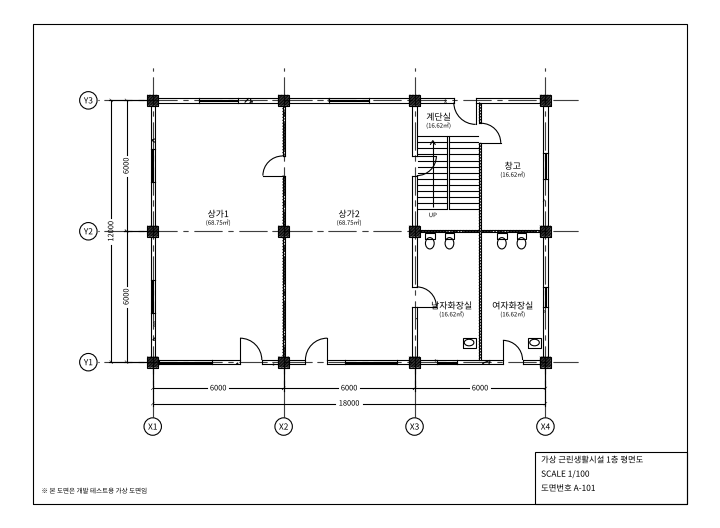 계단실
(16.62㎡)
Y3
창고
(16.62㎡)
6000
상가1
(68.75㎡)
상가2
(68.75㎡)
UP
Y2
12000
6000
남자화장실
(16.62㎡)
여자화장실
(16.62㎡)
Y1
6000
6000
6000
18000
X1
X2
X3
X4
가상 근린생활시설 1층 평면도
SCALE 1/100
도면번호 A-101
※ 본 도면은 개발 테스트용 가상 도면임